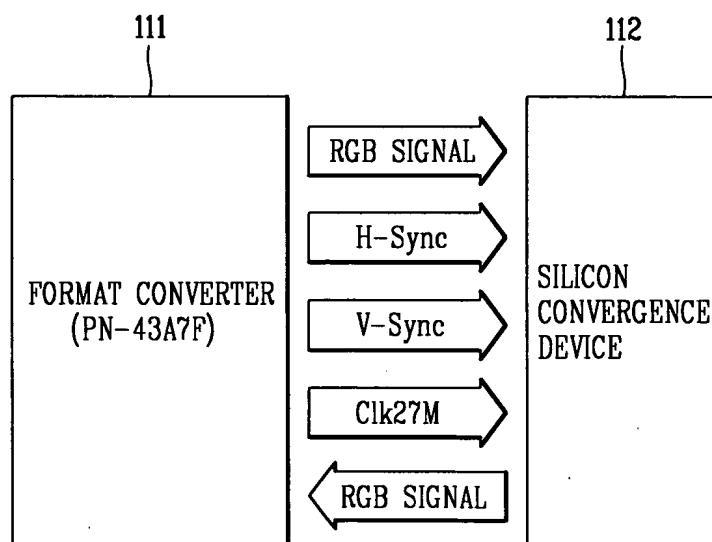 111
112
RGB SIGNAL
H-Sync
FORMAT CONVERTER
(PN-43A7F)
SILICON
CONVERGENCE
DEVICE
V-Sync
Clk27M
RGB SIGNAL